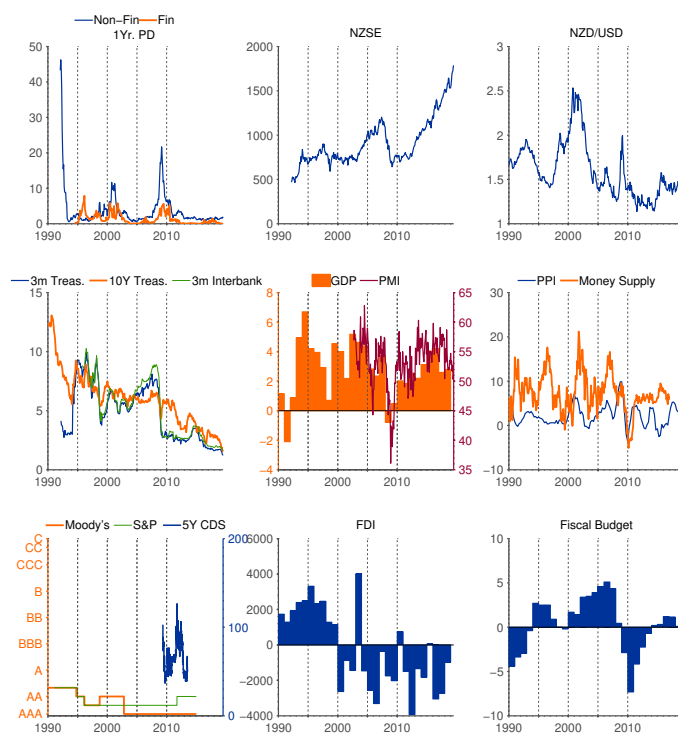 Non−Fin Fin
1Yr. PD
NZSE
NZD/USD
50
40
30
20
10
0
1990 2000 2010
2000
1500
1000
500
0
1990 2000 2010
3
2.5
2
1.5
1
1990 2000 2010
3m Treas. 10Y Treas. 3m Interbank
GDP PMI
PPI Money Supply
15
10
5
0
1990 2000 2010
8
6
4
2
0
−2
−4
65
60
55
50
45
40
35
1990 2000 2010
30
20
10
0
−10
1990 2000 2010
Moody's S&P 5Y CDS
FDI
Fiscal Budget
C
CC
CCC
B
BB
BBB
A
AA
AAA
200
100
0
1990 2000 2010
6000
4000
2000
0
−2000
−4000
1990 2000 2010
10
5
0
−5
−10
1990 2000 2010